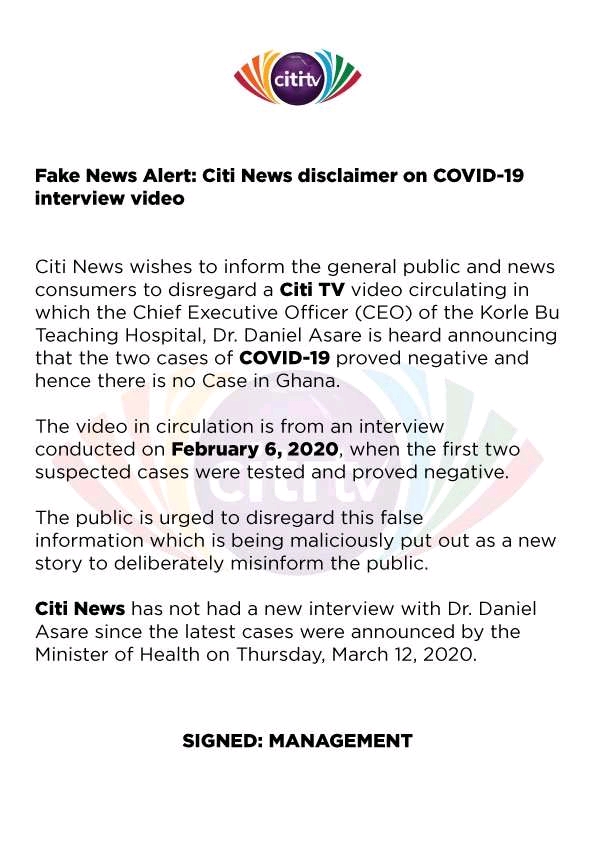 cititv
Fake News Alert: Citi News disclaimer on COVID-19
interview video
Citi News wishes to inform the general public and news
consumers to disregard a Citi TV video circulating in
which the Chief Executive Officer (CEO) of the Korle Bu
Teaching Hospital, Dr. Daniel Asare is heard announcing
that the two cases of COVID-19 proved negative and
hence there is no Case in Ghana.
The video in circulation is from an interview
conducted on February 6, 2020, when the first two
suspected cases were tested and proved negative.
The public is urged to disregard this false
information which is being maliciously put out as a new
story to deliberately misinform the public.
Citi News has not had a new interview with Dr. Daniel
Asare since the latest cases were announced by the
Minister of Health on Thursday, March 12, 2020.
SIGNED: MANAGEMENT